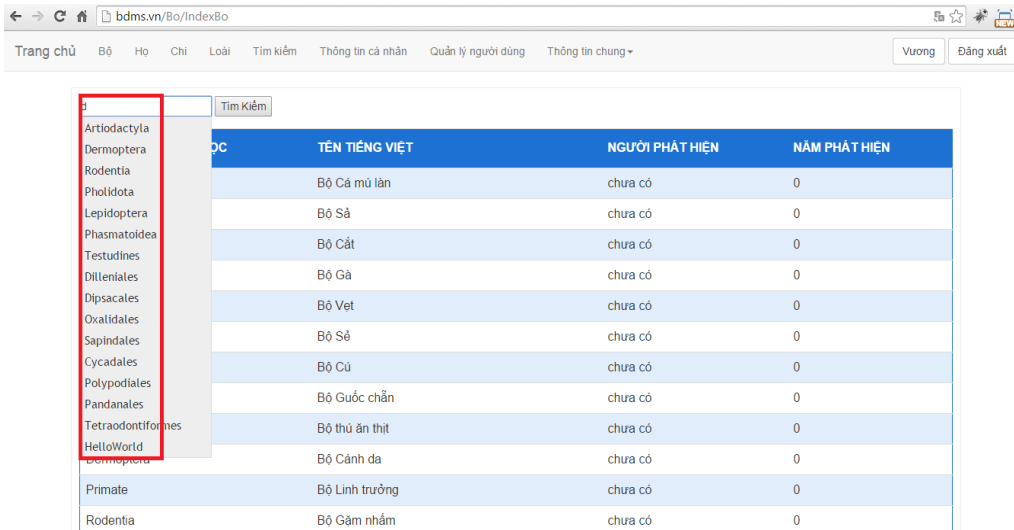 bdms.vn/Bo/IndexBo
NEW
Trang chủ Bộ Họ Chi Loài Tìm kiếm Thông tin cá nhân Quản lý người dùng Thông tin chung Vương Đăng xuất
d Tìm Kiếm
ỌC TÊN TIẾNG VIỆT NGƯỜI PHÁT HIỆN NĂM PHÁT HIỆN
Artiodactyla
Dermoptera
Rodentia
Pholidota
Lepidoptera
Phasmatoidea
Testudines
Dilleniales
Dipsacales
Oxalidales
Sapindales
Cycadales
Polypodiales
Pandanales
Tetraodontiformes
HelloWorld
Bộ Cá mù làn chưa có 0
Bộ Sả chưa có 0
Bộ Cắt chưa có 0
Bộ Gà chưa có 0
Bộ Vẹt chưa có 0
Bộ Sẻ chưa có 0
Bộ Cú chưa có 0
Bộ Guốc chẵn chưa có 0
Bộ thú ăn thịt chưa có 0
Dermoptera Bộ Cánh da chưa có 0
Primate Bộ Linh trưởng chưa có 0
Rodentia Bộ Gặm nhấm chưa có 0